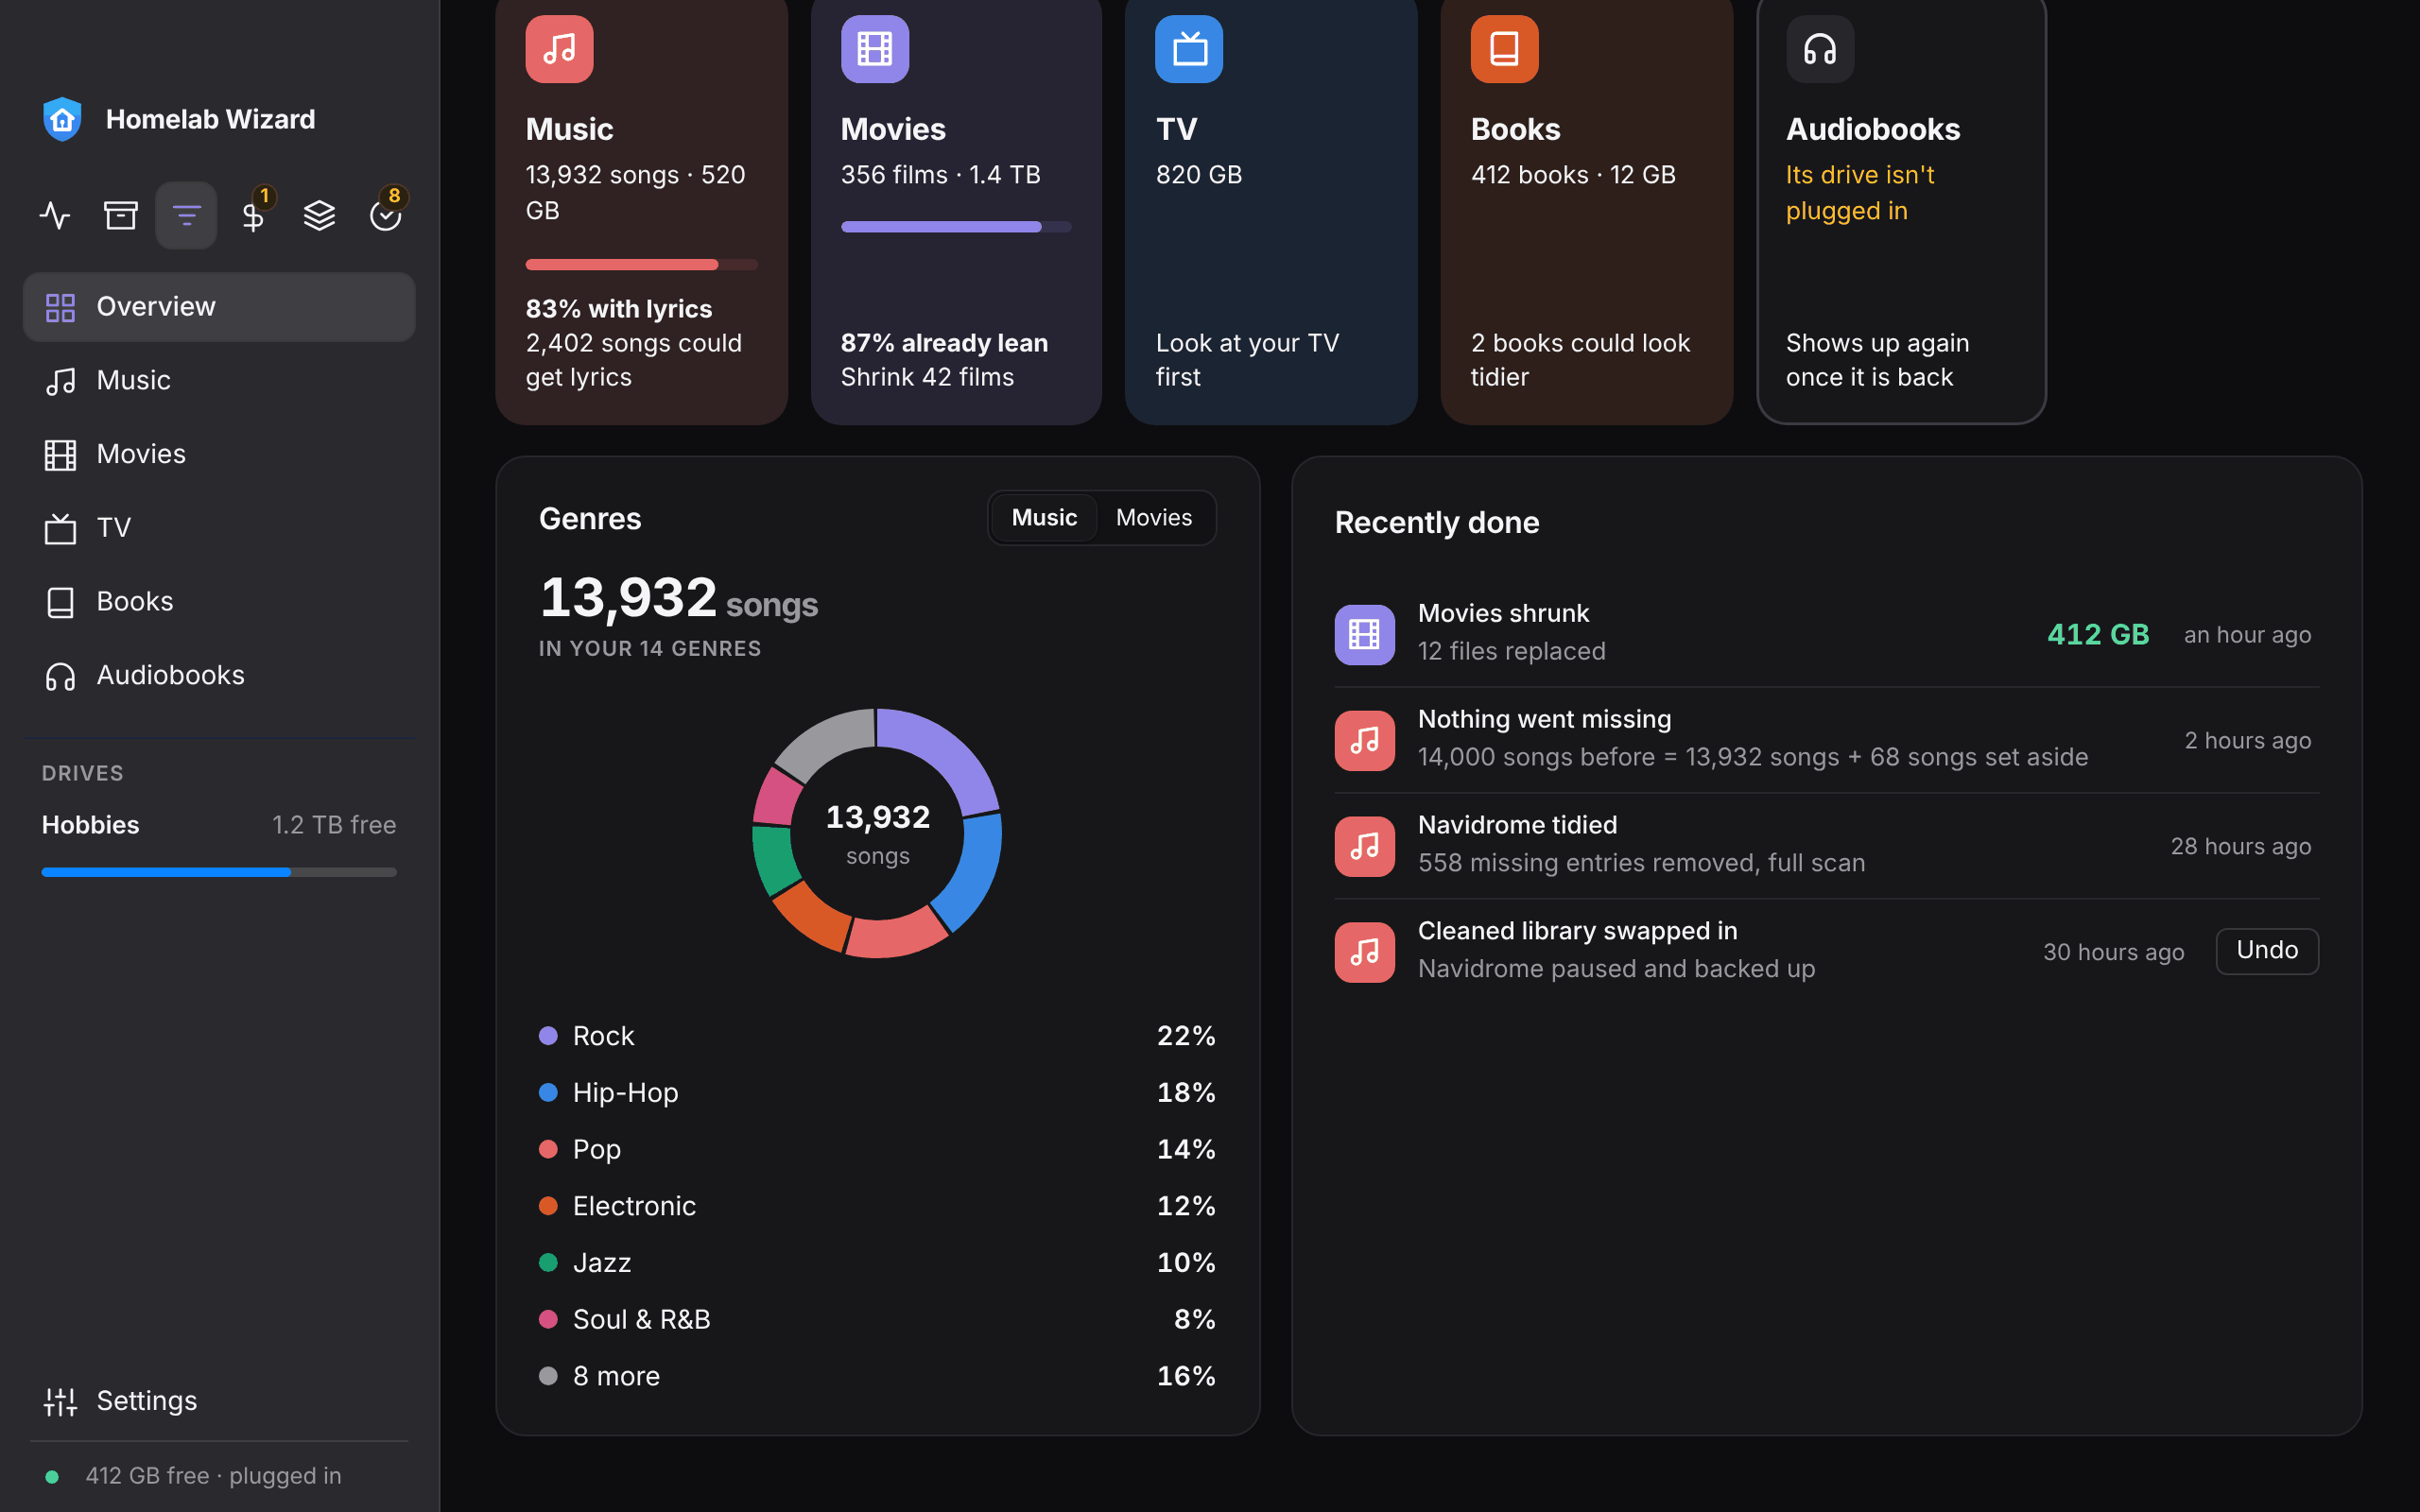 Homelab Wizard
1
8
Overview
Music
Movies
TV
Books
Audiobooks
DRIVES
Hobbies
1.2 TB free
Settings
412 GB free · plugged in
Music
13,932 songs · 520
GB
83% with lyrics
2,402 songs could
get lyrics
Movies
356 films · 1.4 TB
87% already lean
Shrink 42 films
TV
820 GB
Look at your TV
first
Books
412 books · 12 GB
2 books could look
tidier
Audiobooks
Its drive isn't
plugged in
Shows up again
once it is back
Genres
Music
Movies
13,932 songs
IN YOUR 14 GENRES
13,932
songs
Rock 22%
Hip-Hop 18%
Pop 14%
Electronic 12%
Jazz 10%
Soul & R&B 8%
8 more 16%
Recently done
Movies shrunk
12 files replaced
412 GB
an hour ago
Nothing went missing
14,000 songs before = 13,932 songs + 68 songs set aside
2 hours ago
Navidrome tidied
558 missing entries removed, full scan
28 hours ago
Cleaned library swapped in
Navidrome paused and backed up
30 hours ago
Undo